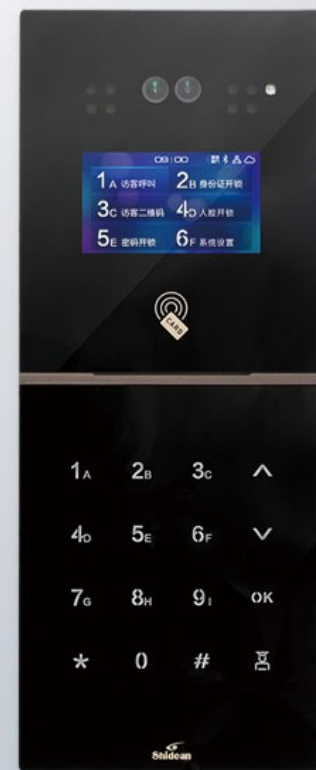 09:00
1A 访客呼叫 2B 身份证开锁
3C 访客二维码 4D 人脸开锁
5E 密码开锁 6F 系统设置
CARD
1A 2B 3C
4D 5E 6F
7G 8H 9I OK
* 0 #
Shidean